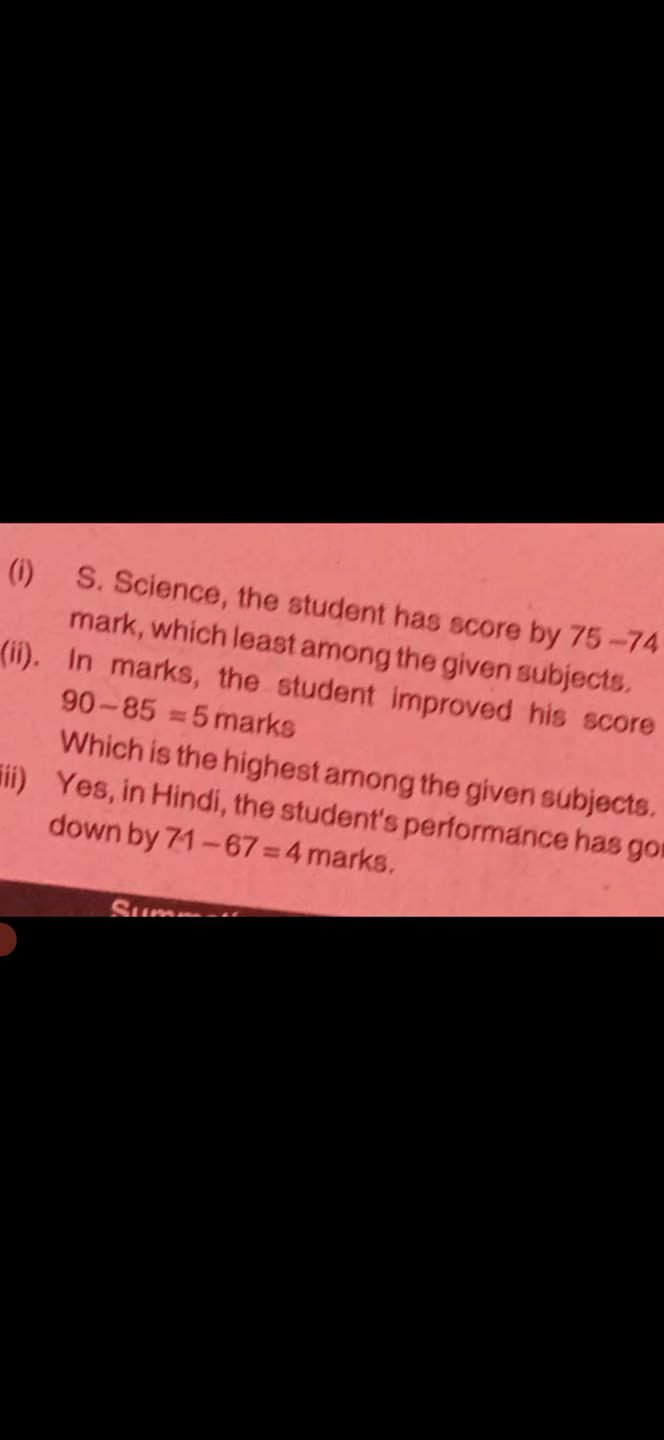 (i) S. Science, the student has score by 75 – 74
mark, which least among the given subjects.
(ii). In marks, the student improved his score
90 – 85 = 5 marks
Which is the highest among the given subjects.
iii) Yes, in Hindi, the student's performance has
down by 71 – 67 = 4 marks.